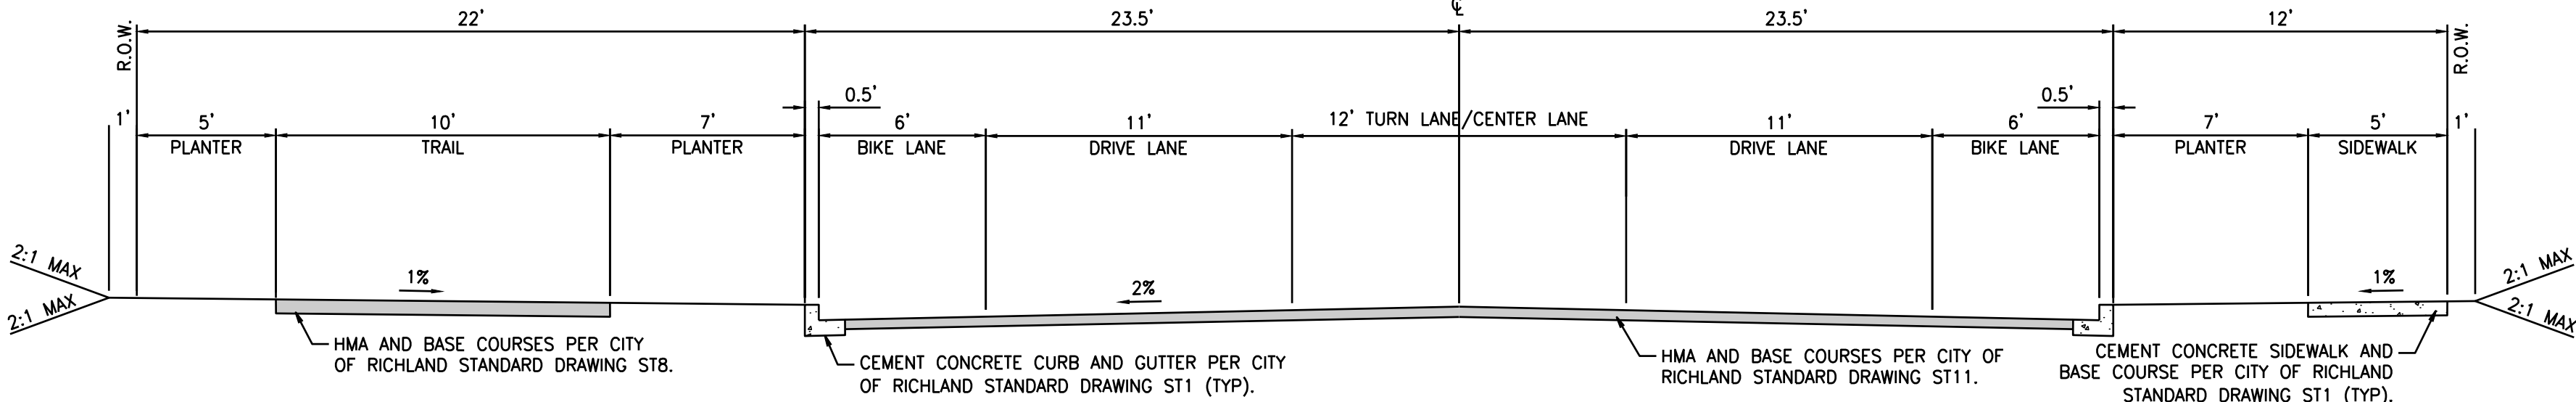 22'
23.5'
℄
23.5'
12'
R.O.W.
R.O.W.
0.5'
0.5'
1'
5'
10'
7'
6'
11'
12' TURN LANE/CENTER LANE
11'
6'
7'
5'
1'
PLANTER
TRAIL
PLANTER
BIKE LANE
DRIVE LANE
DRIVE LANE
BIKE LANE
PLANTER
SIDEWALK
2:1 MAX
2:1 MAX
1%
2%
1%
2:1 MAX
2:1 MAX
HMA AND BASE COURSES PER CITY
OF RICHLAND STANDARD DRAWING ST8.
CEMENT CONCRETE CURB AND GUTTER PER CITY
OF RICHLAND STANDARD DRAWING ST1 (TYP).
HMA AND BASE COURSES PER CITY OF
RICHLAND STANDARD DRAWING ST11.
CEMENT CONCRETE SIDEWALK AND
BASE COURSE PER CITY OF RICHLAND
STANDARD DRAWING ST1 (TYP).